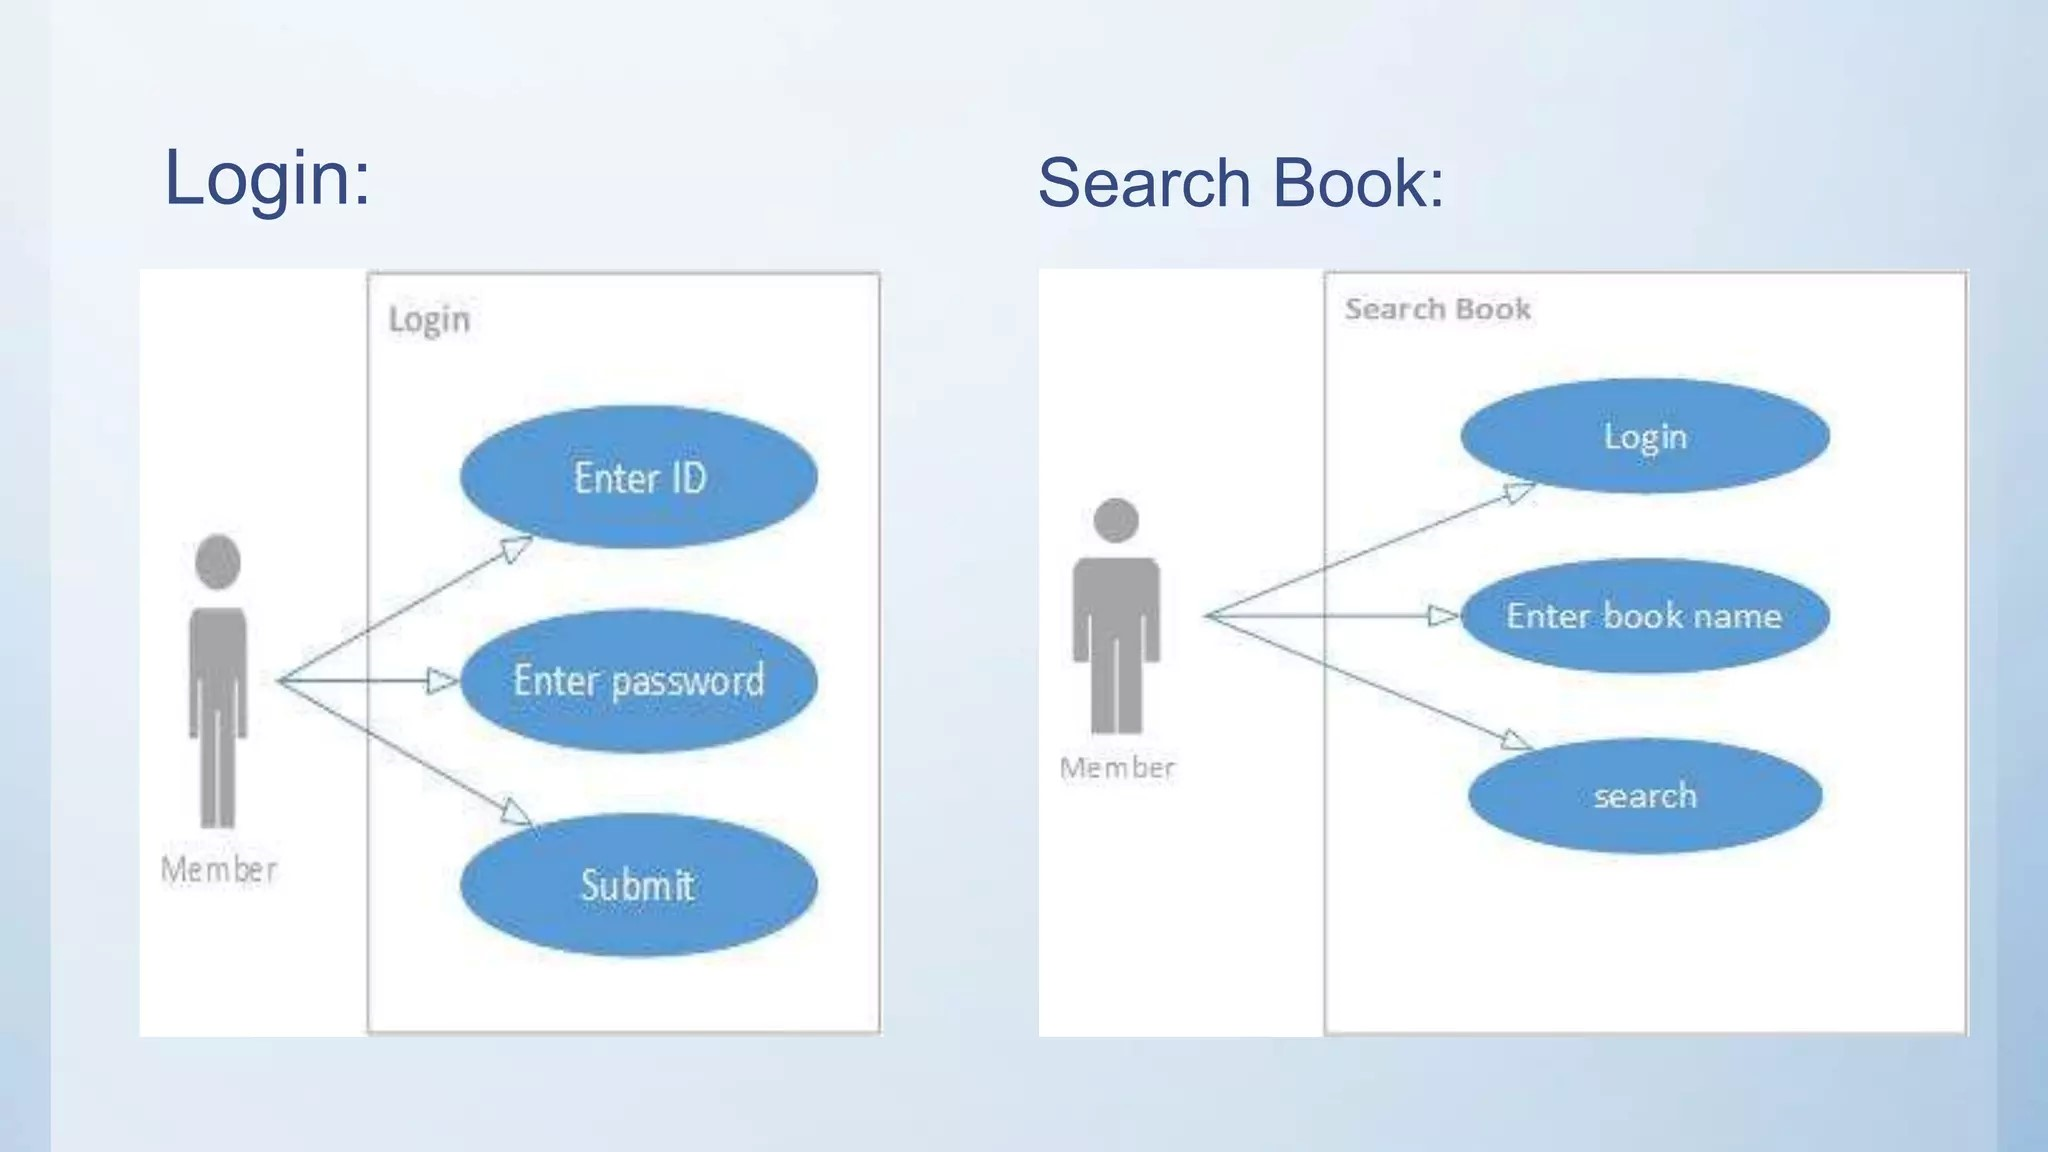 Login:
Login
Enter ID
Enter password
Submit
Member
Search Book:
Search Book
Login
Enter book name
search
Member